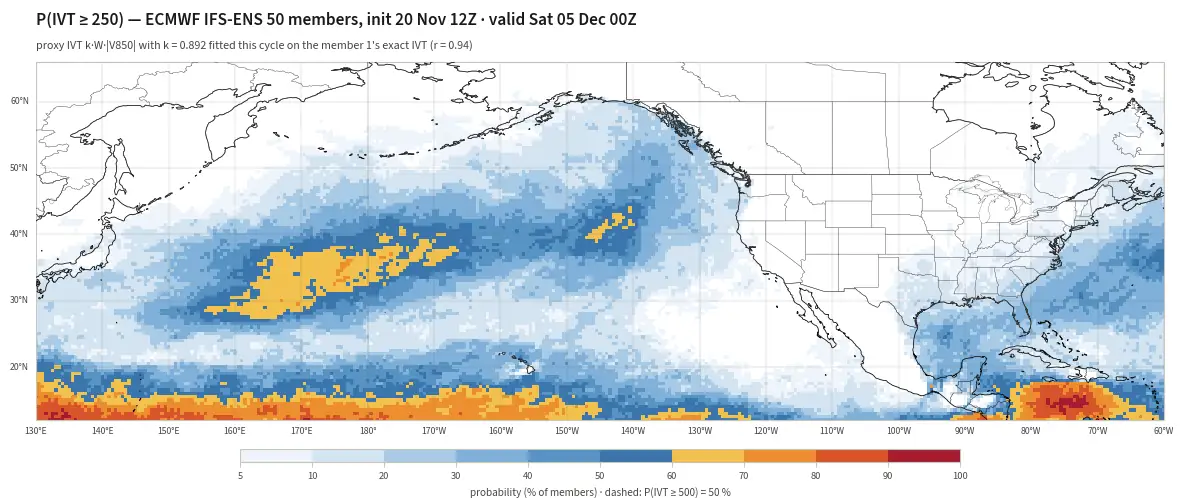 P(IVT ≥ 250) — ECMWF IFS-ENS 50 members, init 20 Nov 12Z · valid Sat 05 Dec 00Z
proxy IVT k·W·|V850| with k = 0.892 fitted this cycle on the member 1's exact IVT (r = 0.94)
60°N
50°N
40°N
30°N
20°N
130°E 140°E 150°E 160°E 170°E 180° 170°W 160°W 150°W 140°W 130°W 120°W 110°W 100°W 90°W 80°W 70°W 60°W
5 10 20 30 40 50 60 70 80 90 100
probability (% of members) · dashed: P(IVT ≥ 500) = 50 %